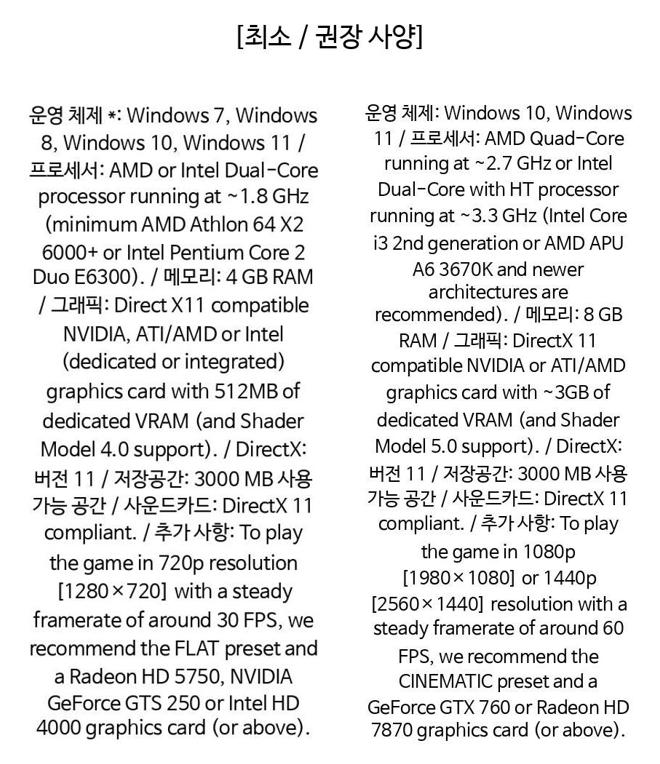 [최소 / 권장 사양]
운영 체제 *: Windows 7, Windows
8, Windows 10, Windows 11 /
프로세서: AMD or Intel Dual-Core
processor running at ~1.8 GHz
(minimum AMD Athlon 64 X2
6000+ or Intel Pentium Core 2
Duo E6300). / 메모리: 4 GB RAM
/ 그래픽: Direct X11 compatible
NVIDIA, ATI/AMD or Intel
(dedicated or integrated)
graphics card with 512MB of
dedicated VRAM (and Shader
Model 4.0 support). / DirectX:
버전 11 / 저장공간: 3000 MB 사용
가능 공간 / 사운드카드: DirectX 11
compliant. / 추가 사항: To play
the game in 720p resolution
[1280×720] with a steady
framerate of around 30 FPS, we
recommend the FLAT preset and
a Radeon HD 5750, NVIDIA
GeForce GTS 250 or Intel HD
4000 graphics card (or above).
운영 체제: Windows 10, Windows
11 / 프로세서: AMD Quad-Core
running at ~2.7 GHz or Intel
Dual-Core with HT processor
running at ~3.3 GHz (Intel Core
i3 2nd generation or AMD APU
A6 3670K and newer
architectures are
recommended). / 메모리: 8 GB
RAM / 그래픽: DirectX 11
compatible NVIDIA or ATI/AMD
graphics card with ~3GB of
dedicated VRAM (and Shader
Model 5.0 support). / DirectX:
버전 11 / 저장공간: 3000 MB 사용
가능 공간 / 사운드카드: DirectX 11
compliant. / 추가 사항: To play
the game in 1080p
[1980×1080] or 1440p
[2560×1440] resolution with a
steady framerate of around 60
FPS, we recommend the
CINEMATIC preset and a
GeForce GTX 760 or Radeon HD
7870 graphics card (or above).